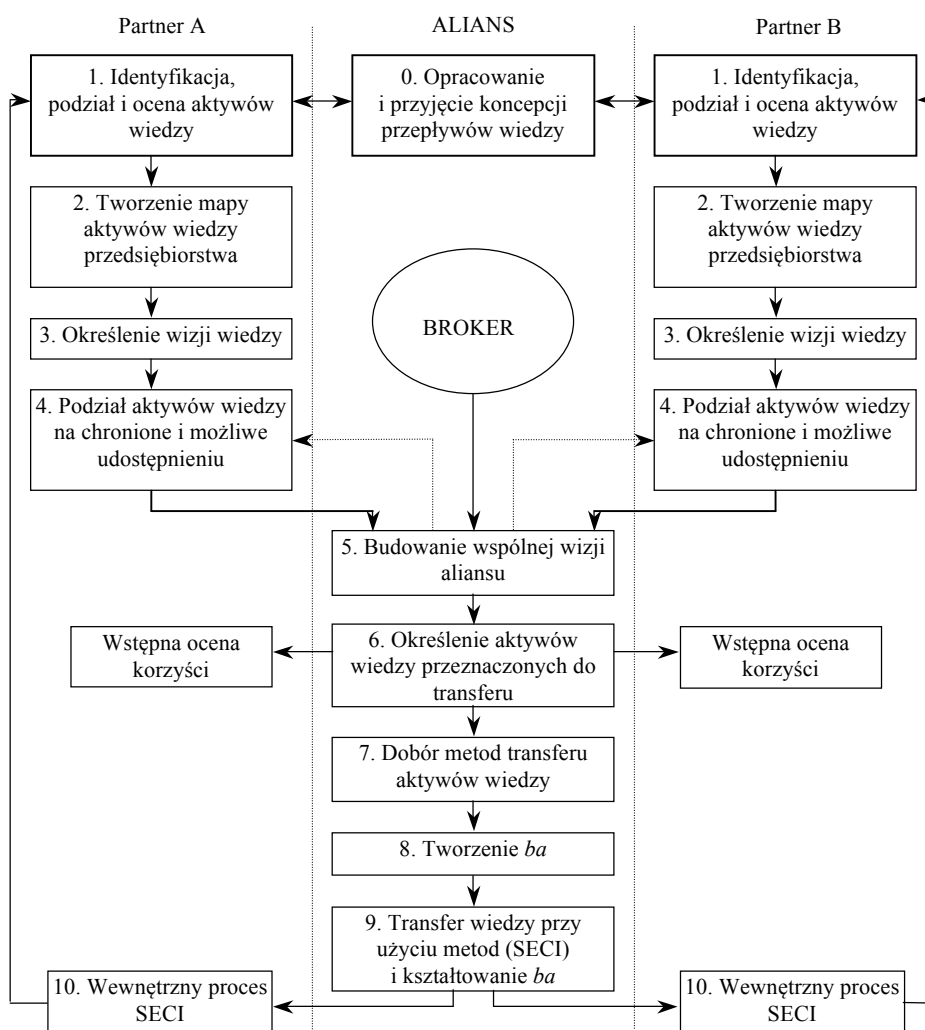 Partner A
ALIANS
Partner B
1. Identyfikacja,
podział i ocena aktywów
wiedzy
0. Opracowanie
i przyjęcie koncepcji
przepływów wiedzy
1. Identyfikacja,
podział i ocena aktywów
wiedzy
2. Tworzenie mapy
aktywów wiedzy
przedsiębiorstwa
2. Tworzenie mapy
aktywów wiedzy
przedsiębiorstwa
BROKER
3. Określenie wizji wiedzy
3. Określenie wizji wiedzy
4. Podział aktywów wiedzy
na chronione i możliwe
udostępnieniu
4. Podział aktywów wiedzy
na chronione i możliwe
udostępnieniu
5. Budowanie wspólnej wizji
aliansu
Wstępna ocena
korzyści
6. Określenie aktywów
wiedzy przeznaczonych do
transferu
Wstępna ocena
korzyści
7. Dobór metod transferu
aktywów wiedzy
8. Tworzenie ba
9. Transfer wiedzy przy
użyciu metod (SECI)
i kształtowanie ba
10. Wewnętrzny proces
SECI
10. Wewnętrzny proces
SECI